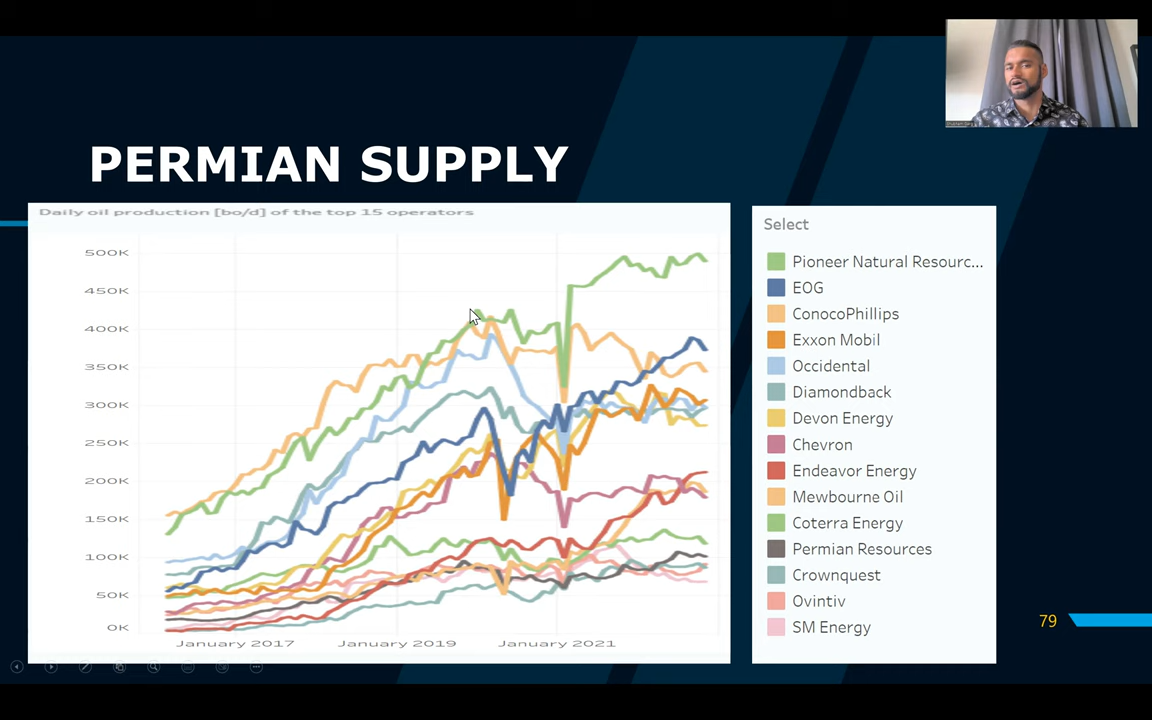 PERMIAN SUPPLY
Daily oil production [bo/d] of the top 15 operators
500K
450K
400K
350K
300K
250K
200K
150K
100K
50K
0K
January 2017 January 2019 January 2021
Select
Pioneer Natural Resourc...
EOG
ConocoPhillips
Exxon Mobil
Occidental
Diamondback
Devon Energy
Chevron
Endeavor Energy
Mewbourne Oil
Coterra Energy
Permian Resources
Crownquest
Ovintiv
SM Energy
79